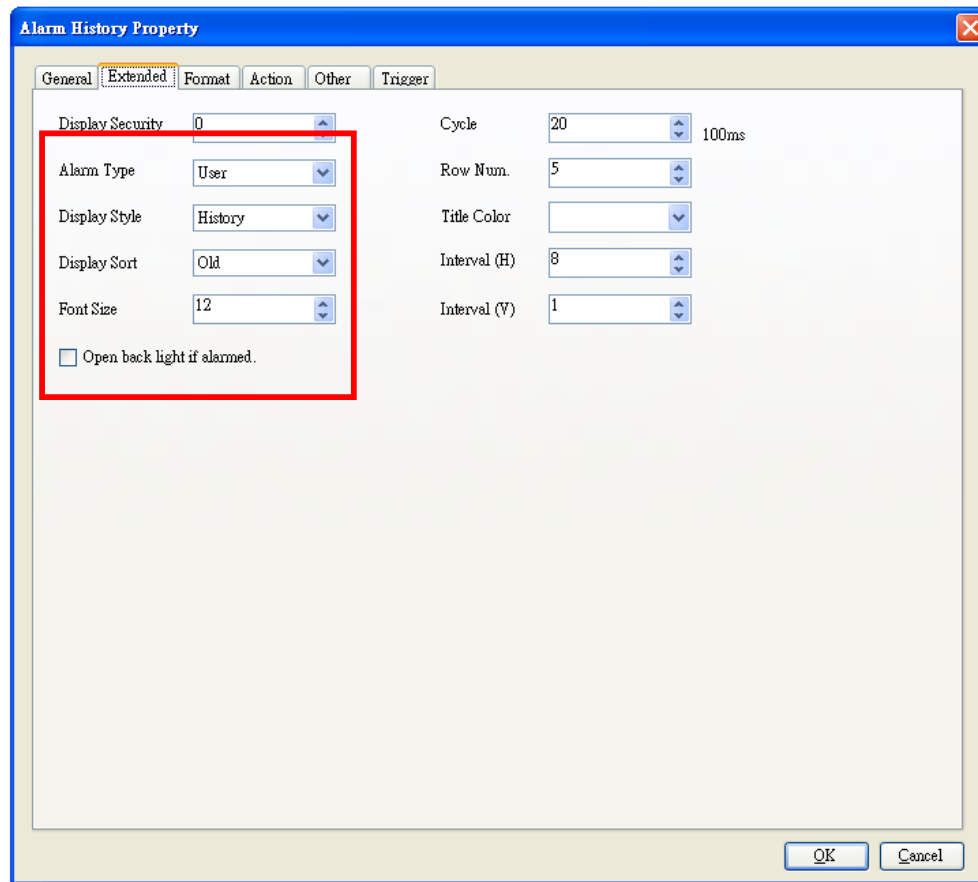 Alarm History Property
General Extended Format Action Other Trigger
Display Security 0 Cycle 20 100ms
Alarm Type User Row Num. 5
Display Style History Title Color
Display Sort Old Interval (H) 8
Font Size 12 Interval (V) 1
Open back light if alarmed.
OK Cancel